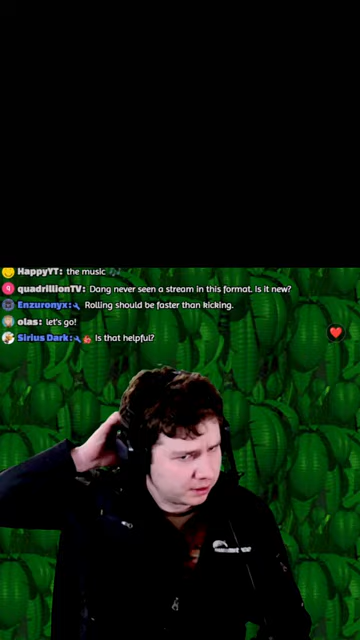 HappyYT: the music 🎶
quadrillionTV: Dang never seen a stream in this format. Is it new?
Enzuronyx: Rolling should be faster than kicking.
olas: let's go!
Sirius Dark: Is that helpful?